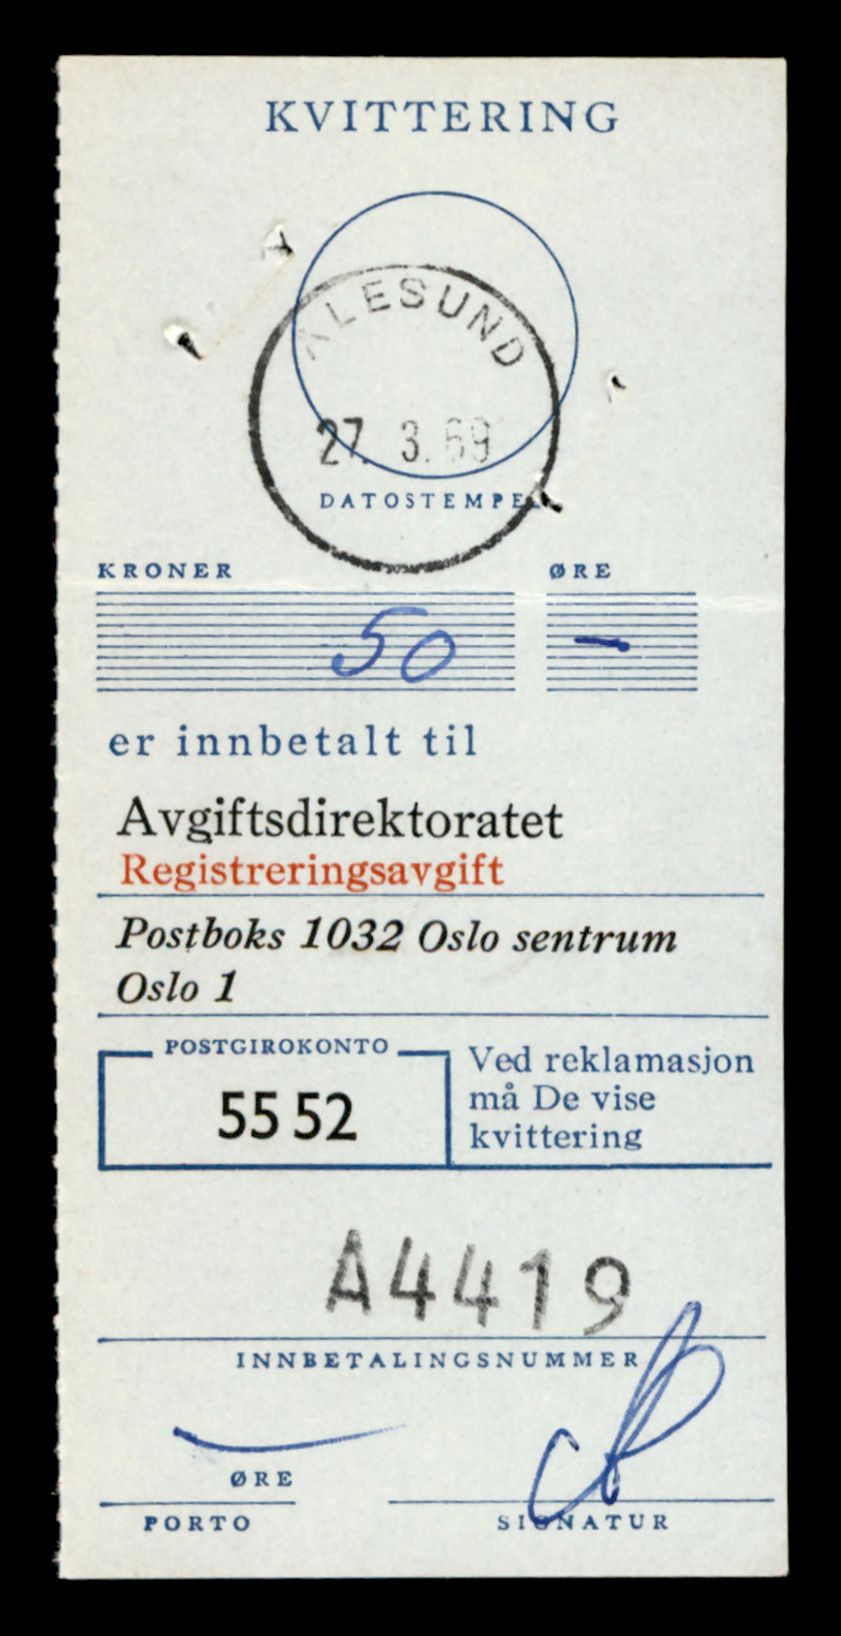 KVITTERING
ÅLESUND
27. 3. 69
DATOSTEMPEL
KRONER ØRE
50 —
er innbetalt til
Avgiftsdirektoratet
Registreringsavgift
Postboks 1032 Oslo sentrum
Oslo 1
POSTGIROKONTO
55 52
Ved reklamasjon
må De vise
kvittering
A4419
INNBETALINGSNUMMER
ØRE
PORTO
SIGNATUR